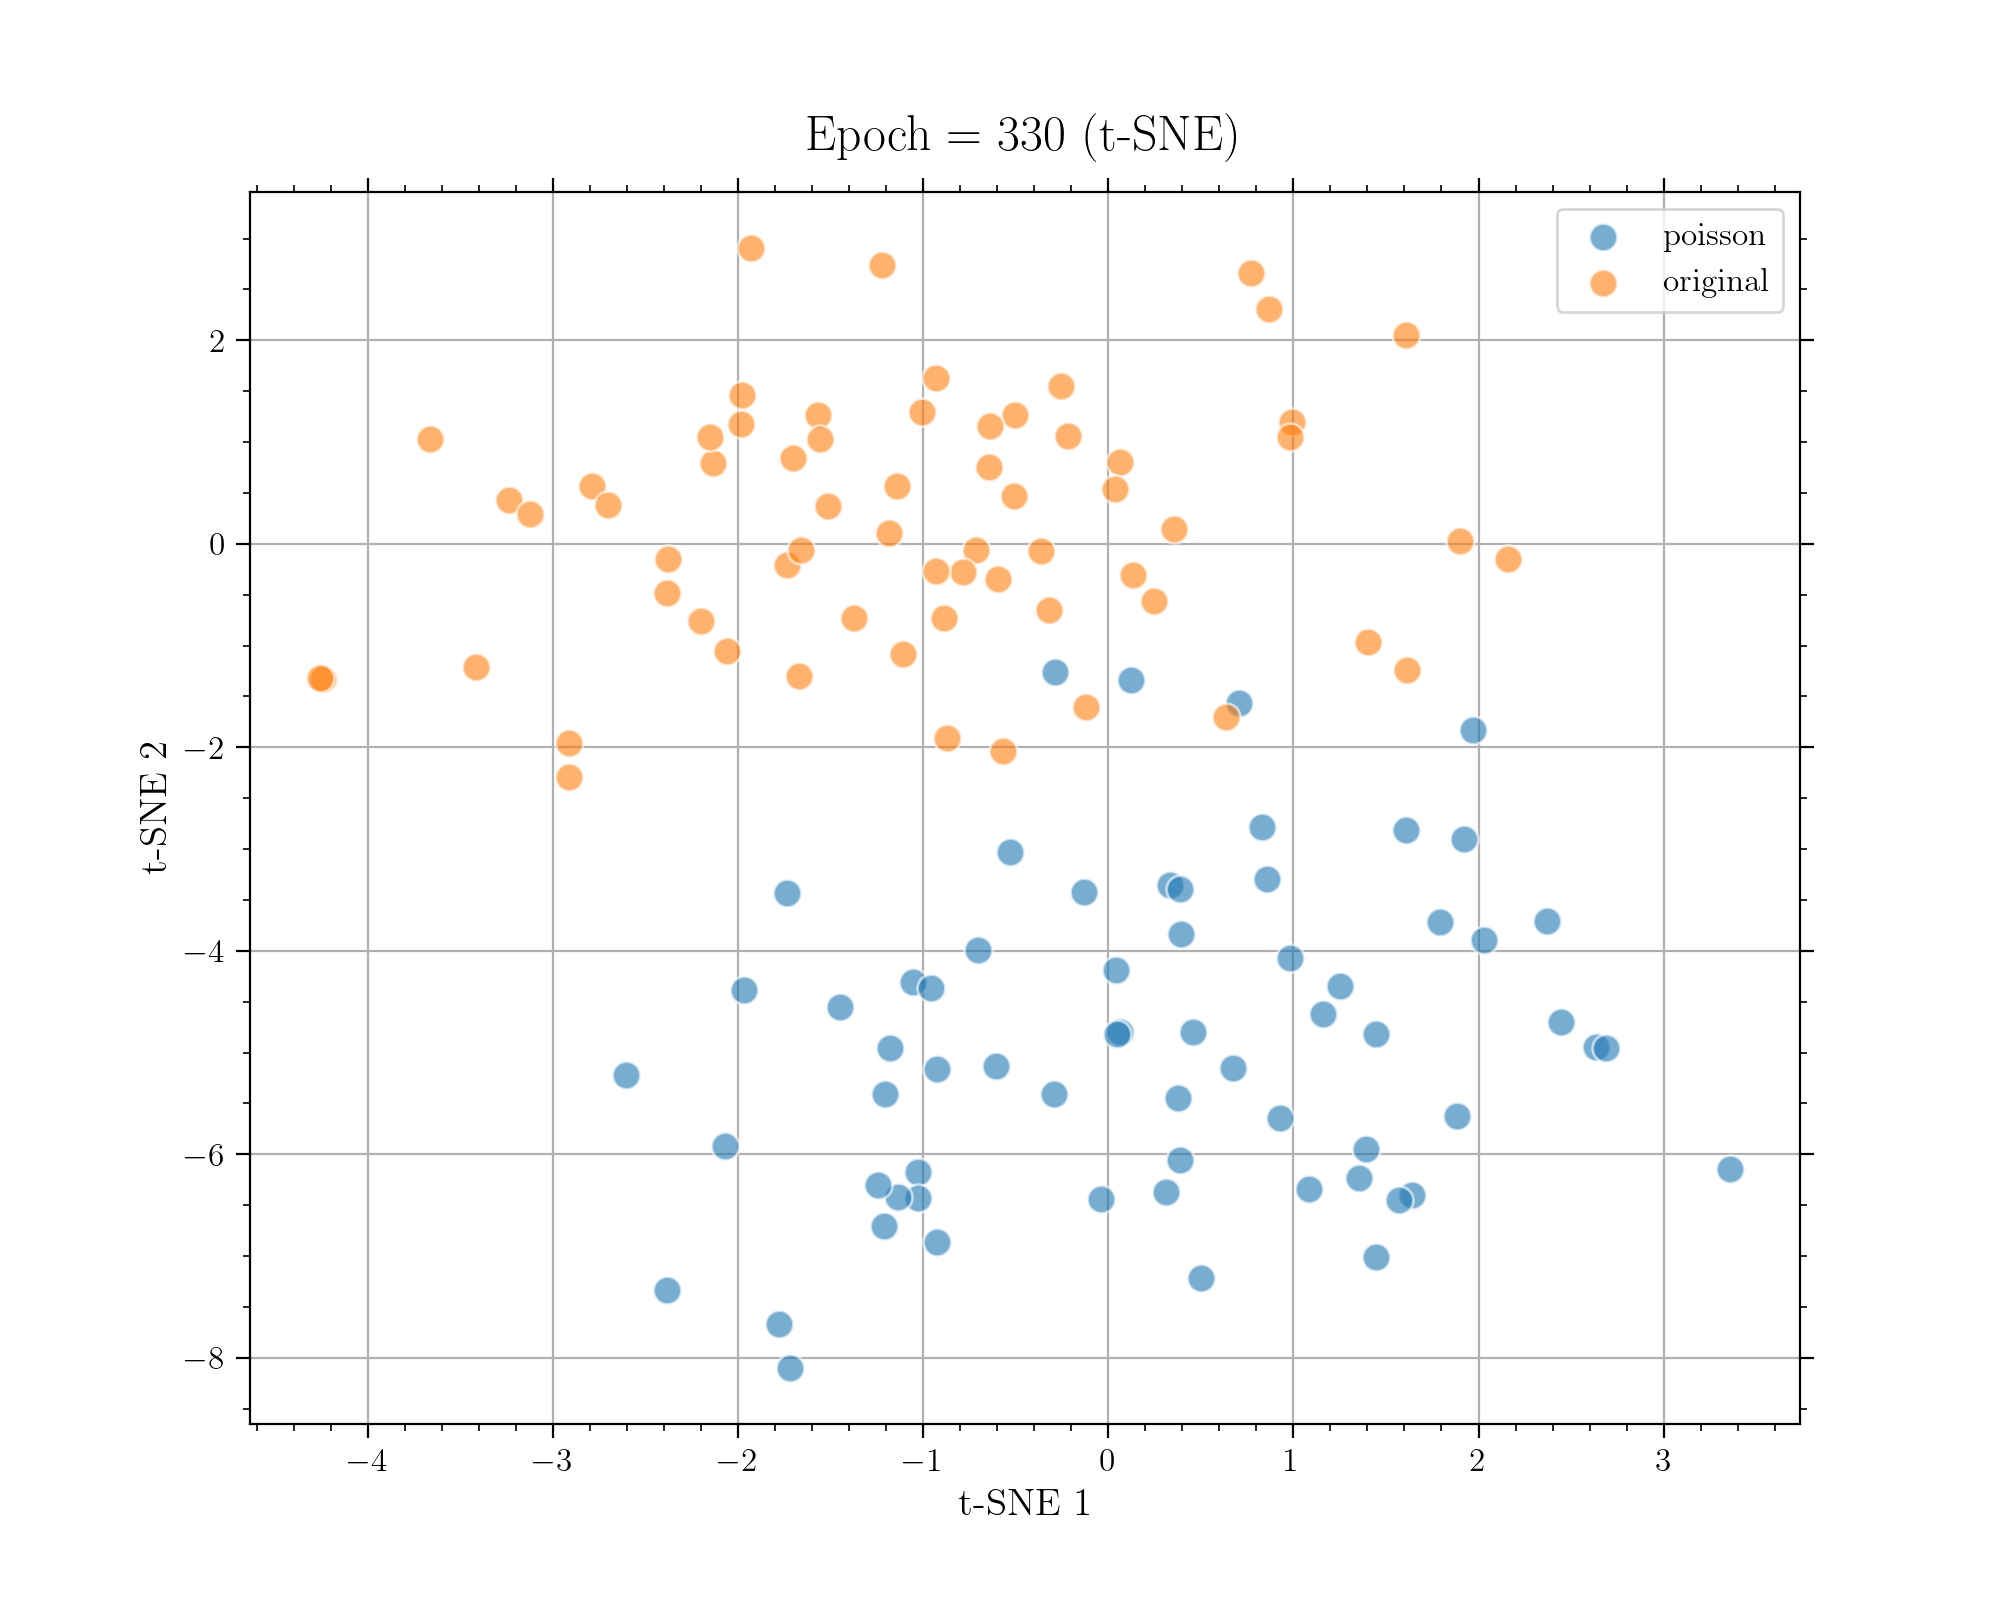 Epoch = 330 (t-SNE)
poisson
original
2
0
−2
−4
−6
−8
t-SNE 2
−4 −3 −2 −1 0 1 2 3
t-SNE 1